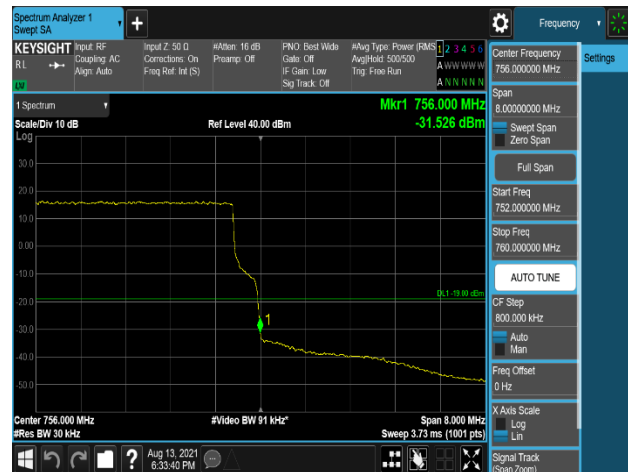 Spectrum Analyzer 1
Swept SA
Frequency
KEYSIGHT
RL
Input: RF
Coupling: AC
Align: Auto
Input Z: 50 Ω
Corrections: On
Freq Ref: Int (S)
#Atten: 16 dB
Preamp: Off
PNO: Best Wide
Gate: Off
IF Gain: Low
Sig Track: Off
#Avg Type: Power (RMS)
Avg|Hold: 500/500
Trig: Free Run
1 2 3 4 5 6
A W W W W W
A N N N N N
1 Spectrum
Scale/Div 10 dB
Log
Ref Level 40.00 dBm
Mkr1 756.000 MHz
-31.526 dBm
30.0
20.0
10.0
0.00
-10.0
-20.0
-30.0
-40.0
-50.0
DL1 -19.00 dBm
1
Center 756.000 MHz
#Res BW 30 kHz
#Video BW 91 kHz*
Span 8.000 MHz
Sweep 3.73 ms (1001 pts)
Aug 13, 2021
6:33:40 PM
Center Frequency
756.000000 MHz
Settings
Span
8.00000000 MHz
Swept Span
Zero Span
Full Span
Start Freq
752.000000 MHz
Stop Freq
760.000000 MHz
AUTO TUNE
CF Step
800.000 kHz
Auto
Man
Freq Offset
0 Hz
X Axis Scale
Log
Lin
Signal Track
(Span Zoom)